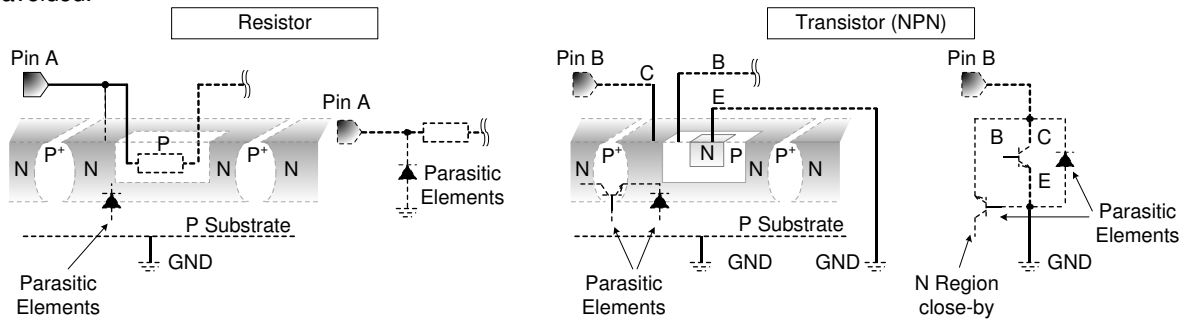 Resistor
Transistor (NPN)
Pin A
Pin A
N P⁺ N P N P⁺ N
Parasitic
Elements
P Substrate
GND
Parasitic
Elements
Pin B
C
B
E
N P⁺ N N P N P⁺ N
P Substrate
GND
GND
Parasitic
Elements
Pin B
B C
E
Parasitic
Elements
GND
N Region
close-by